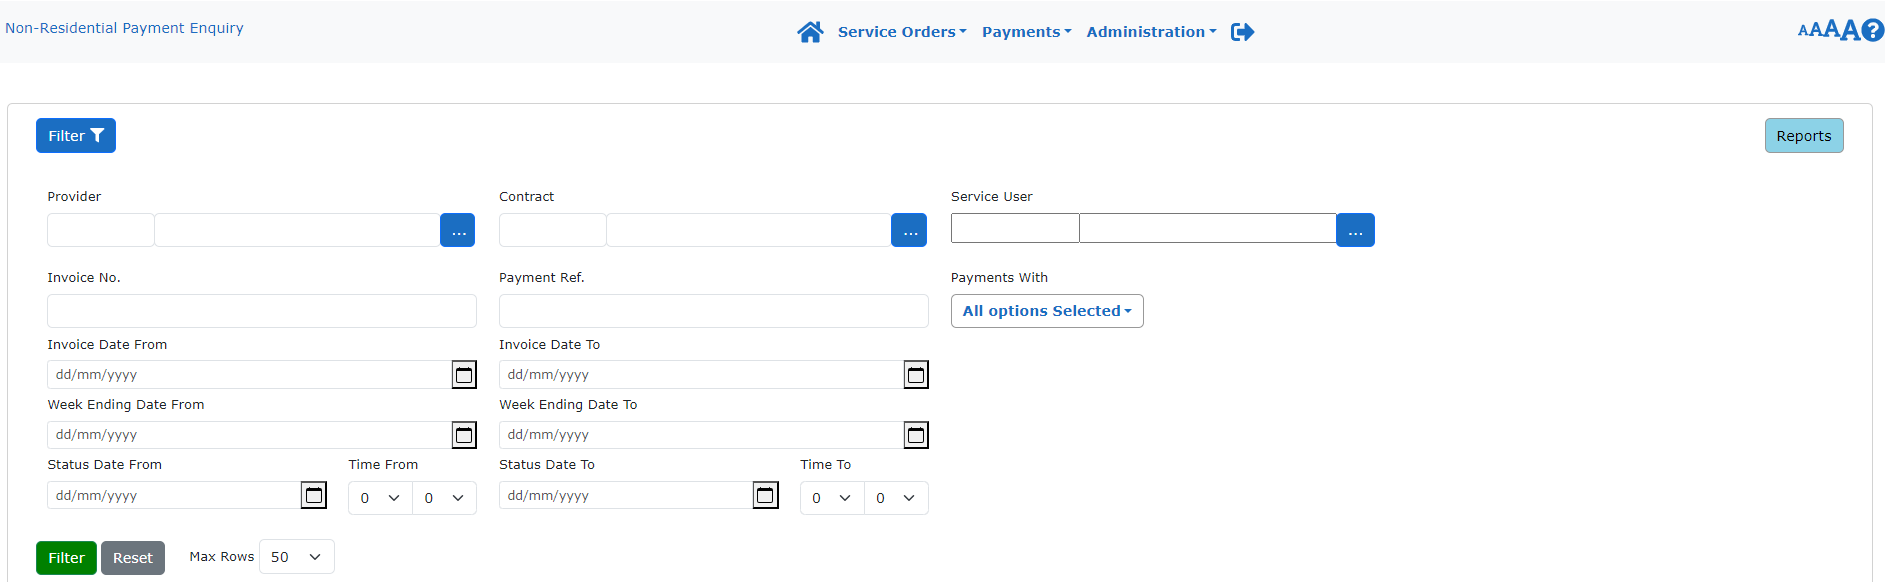 Non-Residential Payment Enquiry
Service Orders Payments Administration
AAAA?
Filter
Reports
Provider Contract Service User
... ... ...
Invoice No. Payment Ref. Payments With
All options Selected
Invoice Date From Invoice Date To
dd/mm/yyyy dd/mm/yyyy
Week Ending Date From Week Ending Date To
dd/mm/yyyy dd/mm/yyyy
Status Date From Time From Status Date To Time To
dd/mm/yyyy 0 0 dd/mm/yyyy 0 0
Filter Reset Max Rows 50